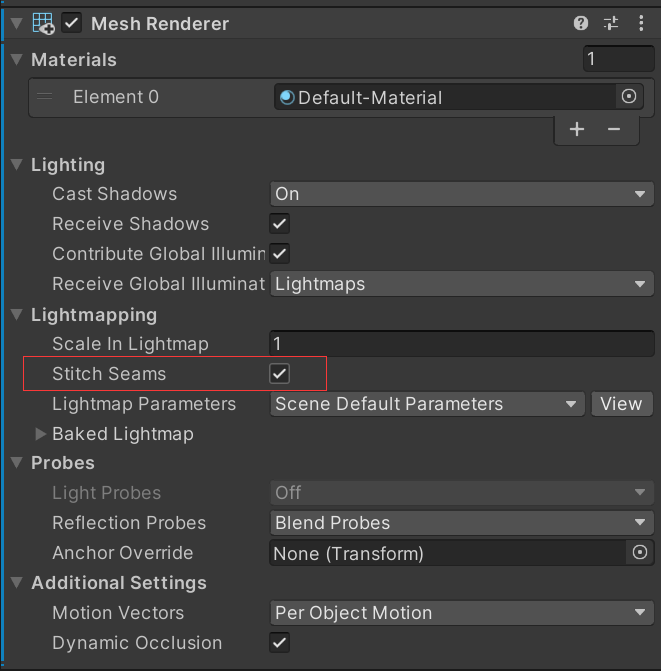 Mesh Renderer
Materials 1
Element 0 Default-Material
Lighting
Cast Shadows On
Receive Shadows
Contribute Global Illumin
Receive Global Illuminat Lightmaps
Lightmapping
Scale In Lightmap 1
Stitch Seams
Lightmap Parameters Scene Default Parameters View
Baked Lightmap
Probes
Light Probes Off
Reflection Probes Blend Probes
Anchor Override None (Transform)
Additional Settings
Motion Vectors Per Object Motion
Dynamic Occlusion